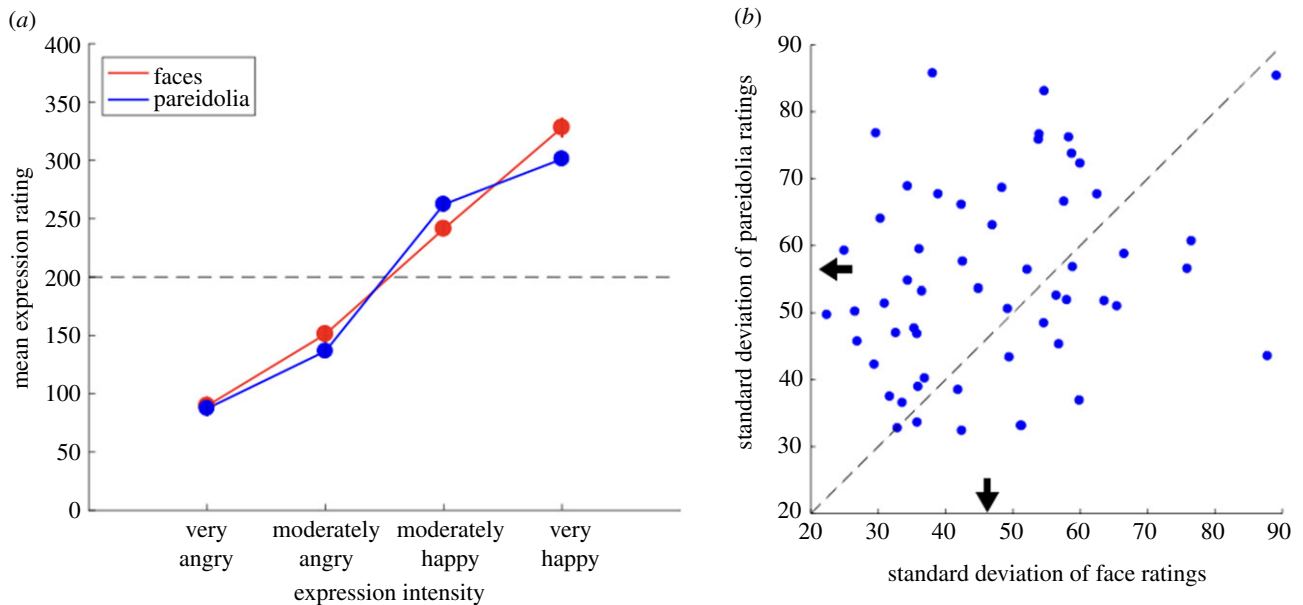 (a)
400
350
300
250
200
150
100
50
0
mean expression rating
faces
pareidolia
very angry
moderately angry
moderately happy
very happy
expression intensity
(b)
90
80
70
60
50
40
30
20
standard deviation of pareidolia ratings
20 30 40 50 60 70 80 90
standard deviation of face ratings